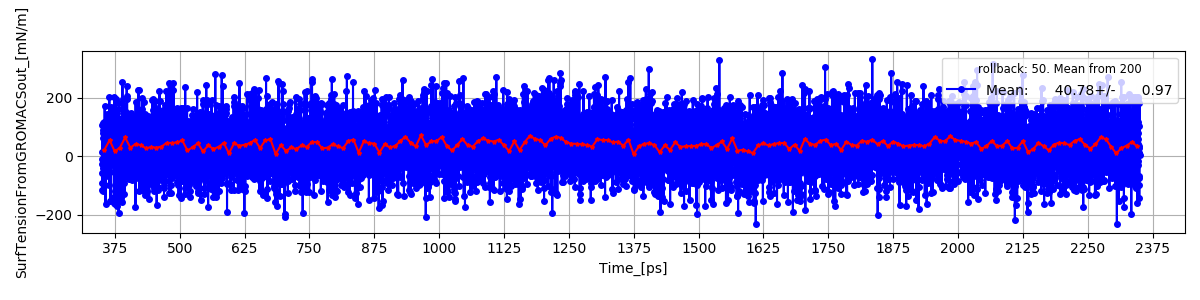 SurfTensionFromGROMACSout_[mN/m]
200
0
−200
rollback: 50. Mean from 200
Mean: 40.78+/- 0.97
375 500 625 750 875 1000 1125 1250 1375 1500 1625 1750 1875 2000 2125 2250 2375
Time_[ps]